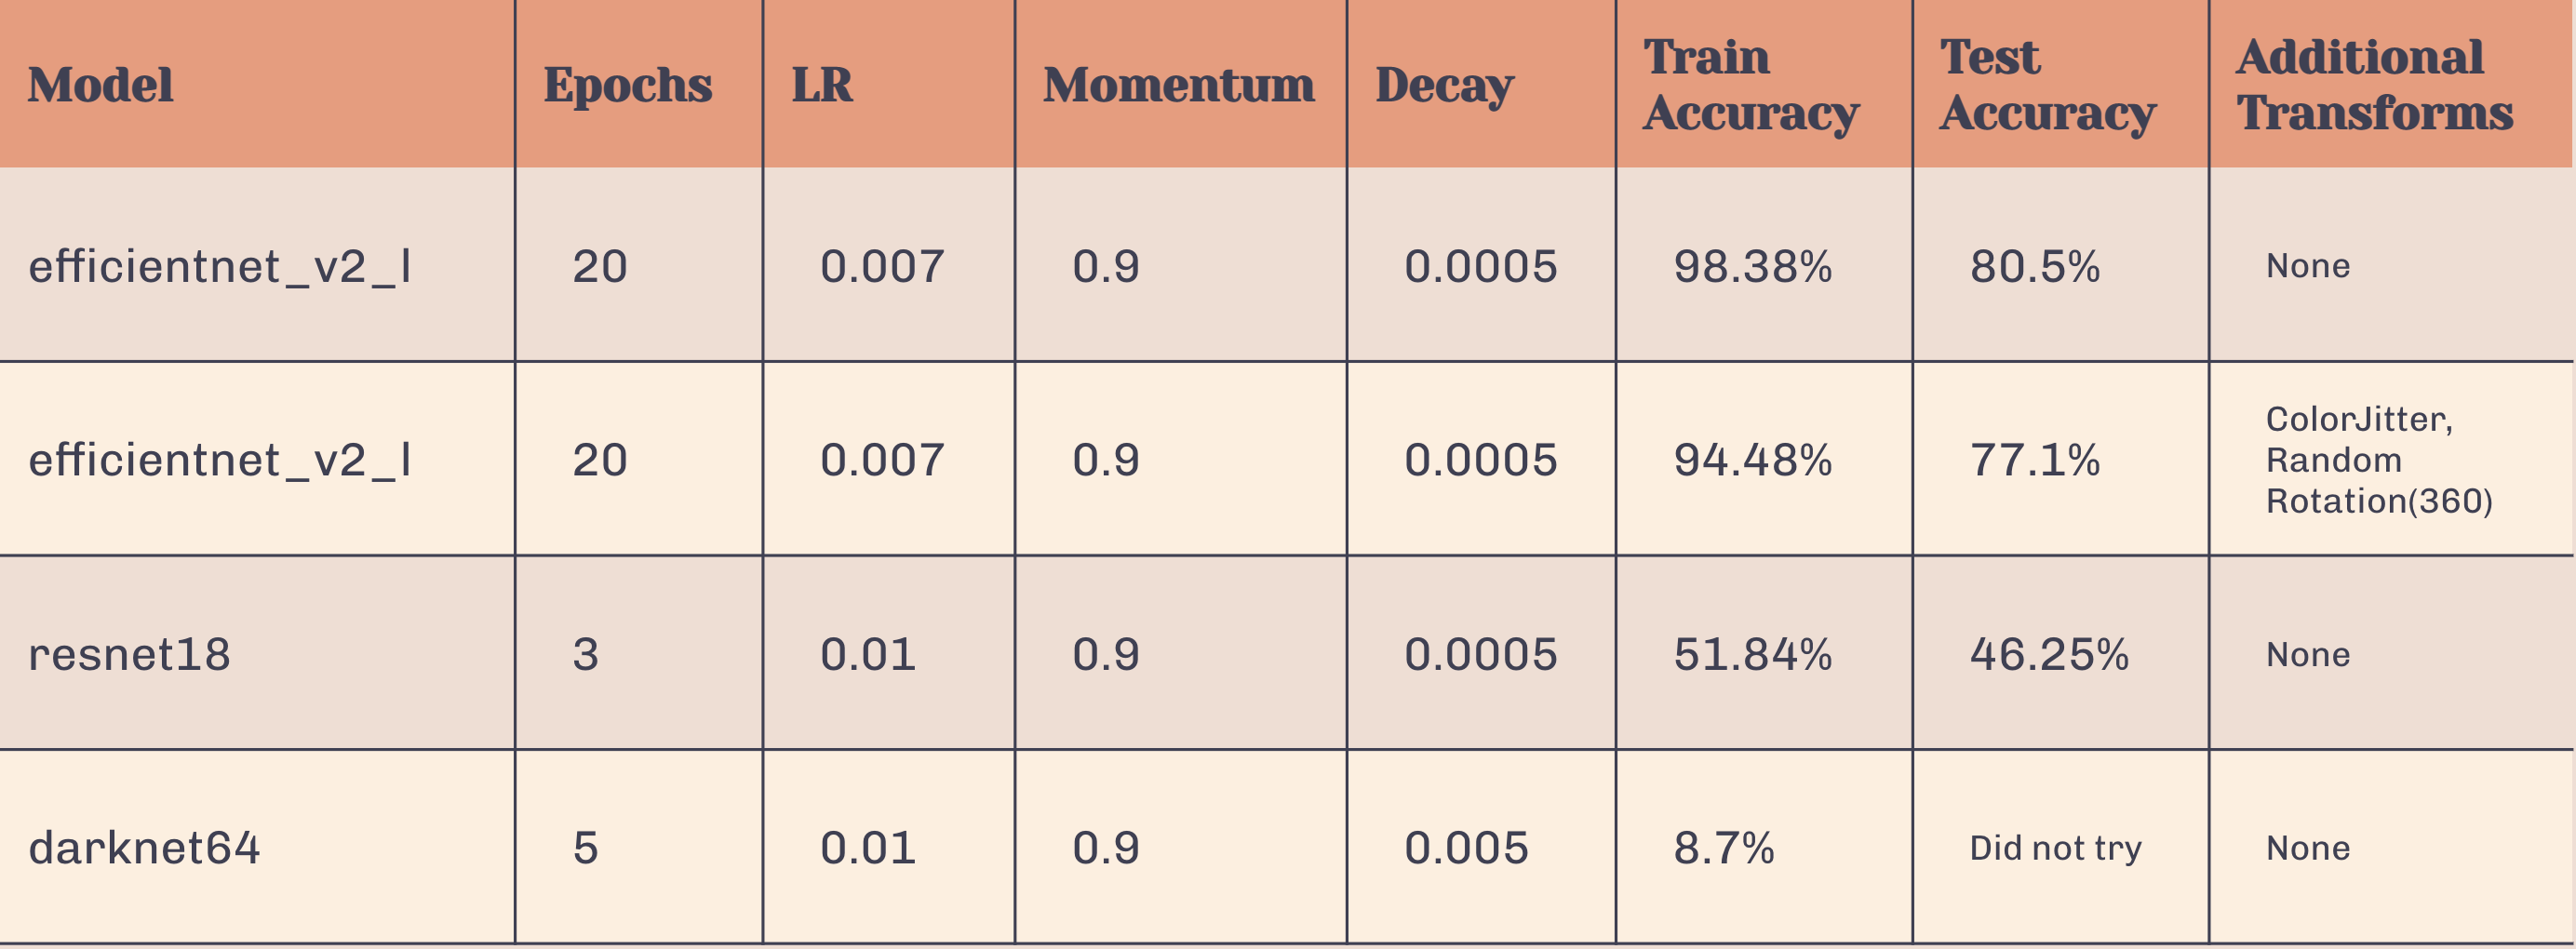 Model Epochs LR Momentum Decay Train Accuracy Test Accuracy Additional Transforms
efficientnet_v2_l 20 0.007 0.9 0.0005 98.38% 80.5% None
efficientnet_v2_l 20 0.007 0.9 0.0005 94.48% 77.1% ColorJitter, Random Rotation(360)
resnet18 3 0.01 0.9 0.0005 51.84% 46.25% None
darknet64 5 0.01 0.9 0.005 8.7% Did not try None